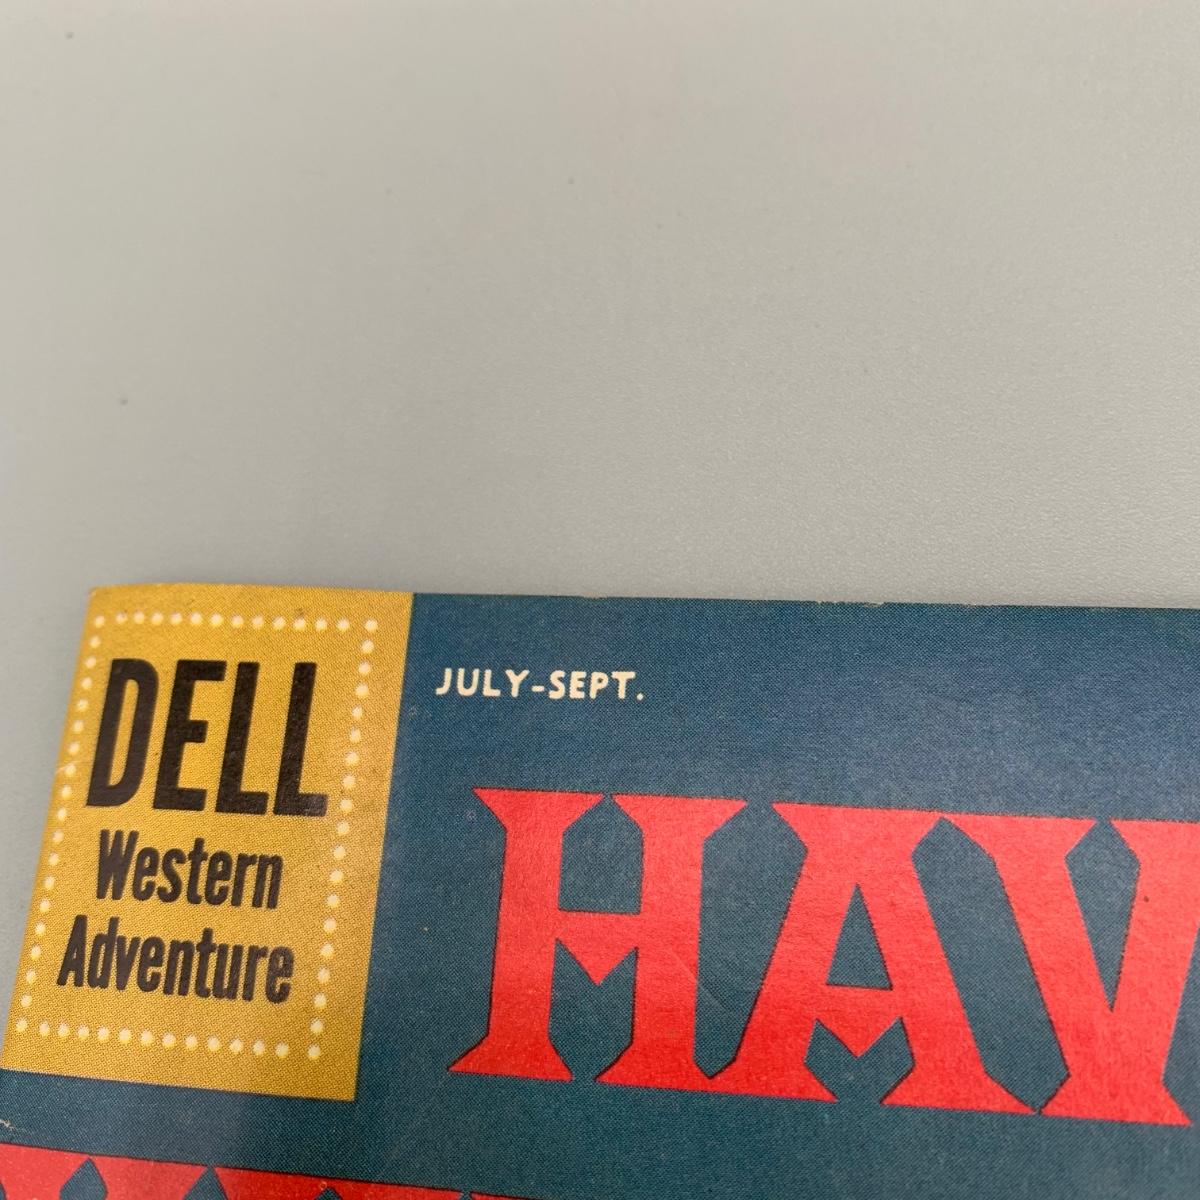 DELL
Western
Adventure
JULY-SEPT.
HAV